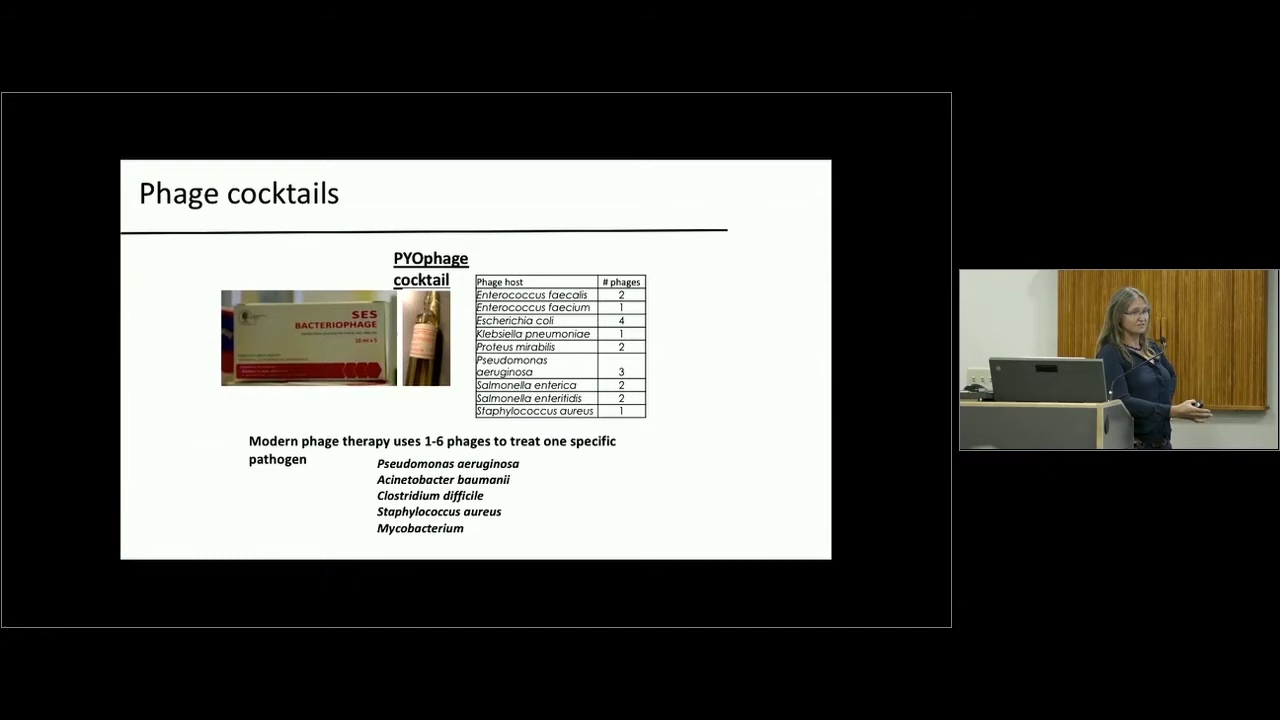 Phage cocktails
PYOphage
cocktail
SES
BACTERIOPHAGE
10 ml x 5
Phage host # phages
Enterococcus faecalis 2
Enterococcus faecium 1
Escherichia coli 4
Klebsiella pneumoniae 1
Proteus mirabilis 2
Pseudomonas
aeruginosa 3
Salmonella enterica 2
Salmonella enteritidis 2
Staphylococcus aureus 1
Modern phage therapy uses 1-6 phages to treat one specific
pathogen
Pseudomonas aeruginosa
Acinetobacter baumanii
Clostridium difficile
Staphylococcus aureus
Mycobacterium